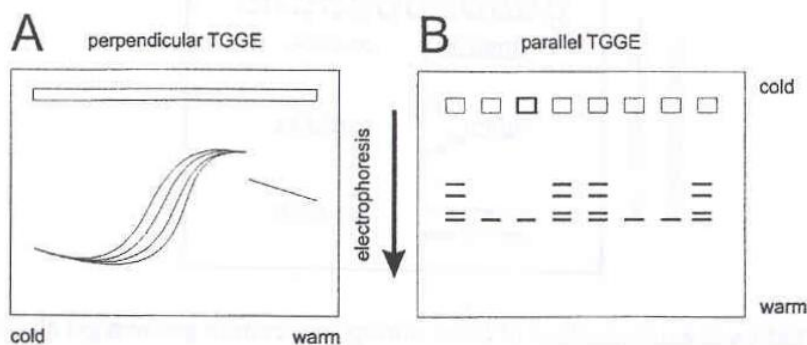 A
perpendicular TGGE
B
parallel TGGE
cold
electrophoresis
warm
cold
warm